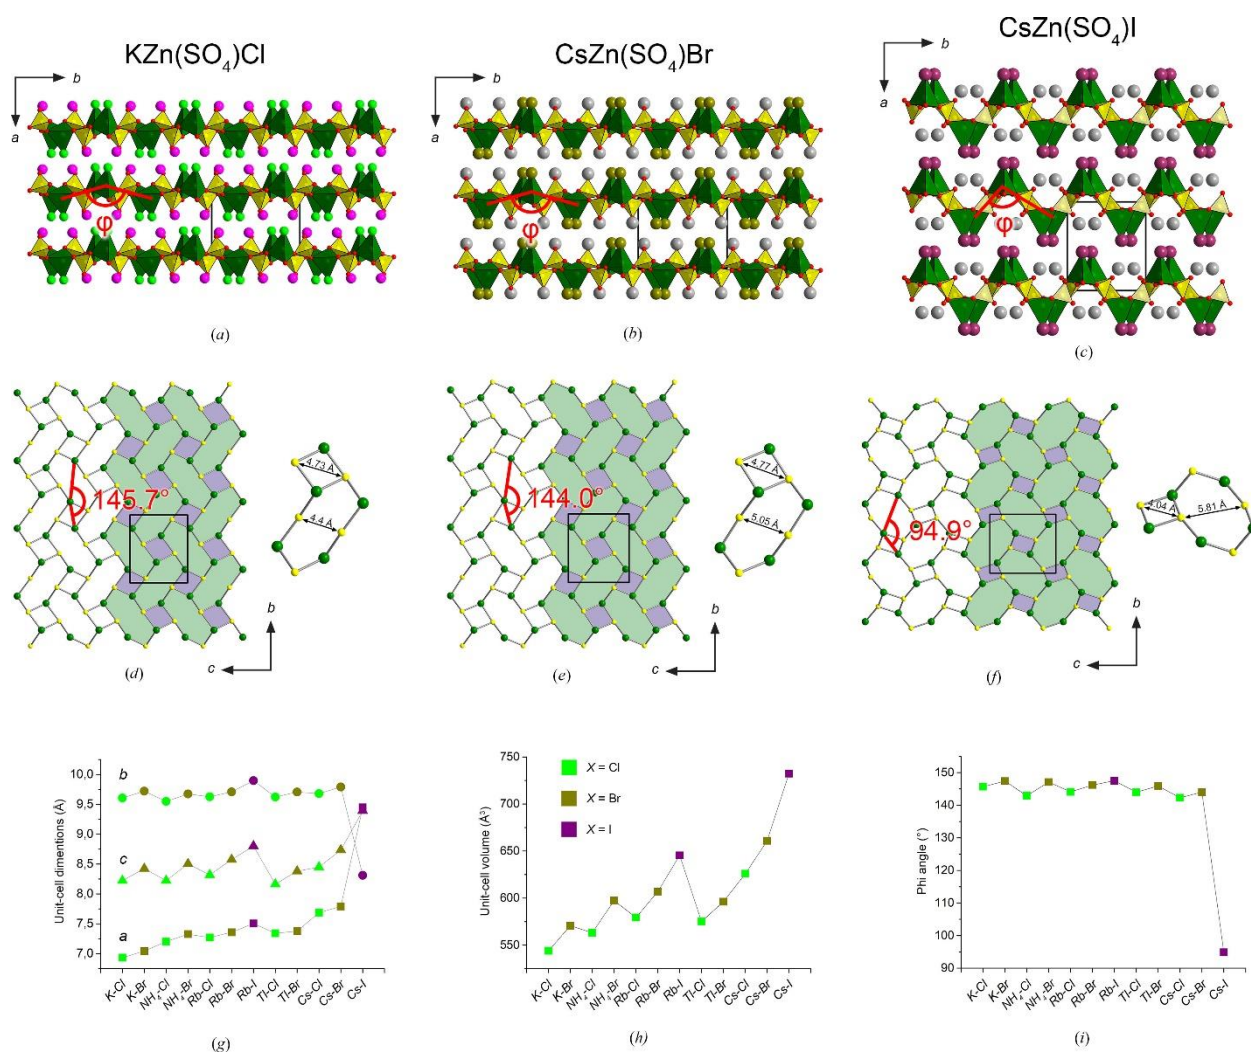 KZn(SO₄)Cl
b
a
φ
(a)
CsZn(SO₄)Br
b
a
φ
(b)
CsZn(SO₄)I
b
a
φ
(c)
145.7°
4.73 Å
4.4 Å
b
c
(d)
144.0°
4.77 Å
5.05 Å
b
c
(e)
94.9°
4.04 Å
5.81 Å
b
c
(f)
Unit-cell dimentions (Å)
10,0
9,5
9,0
8,5
8,0
7,5
7,0
b
c
a
K-Cl
K-Br
NH₄-Cl
NH₄-Br
Rb-Cl
Rb-Br
Rb-I
Tl-Cl
Tl-Br
Cs-Cl
Cs-Br
Cs-I
(g)
Unit-cell volume (Å³)
750
700
650
600
550
X = Cl
X = Br
X = I
K-Cl
K-Br
NH₄-Cl
NH₄-Br
Rb-Cl
Rb-Br
Rb-I
Tl-Cl
Tl-Br
Cs-Cl
Cs-Br
Cs-I
(h)
Phi angle (°)
150
140
130
120
110
100
90
K-Cl
K-Br
NH₄-Cl
NH₄-Br
Rb-Cl
Rb-Br
Rb-I
Tl-Cl
Tl-Br
Cs-Cl
Cs-Br
Cs-I
(i)